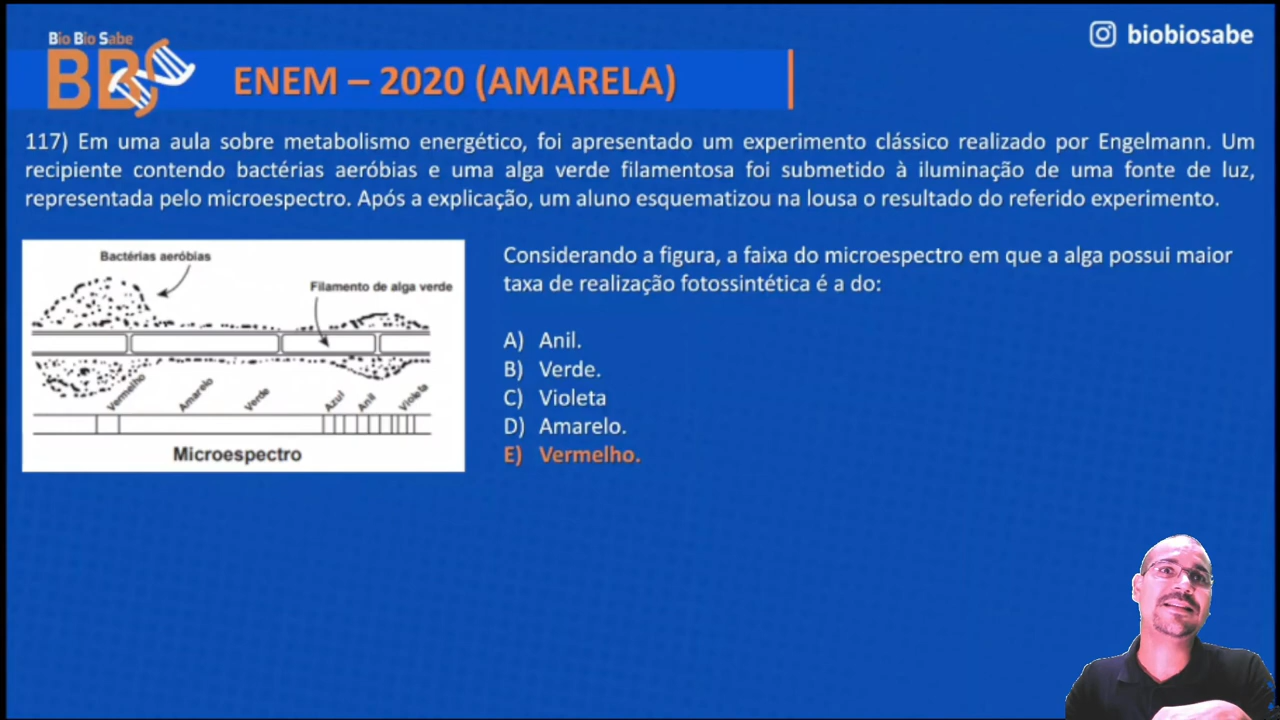 Bio Bio Sabe
BBS
biobiosabe
ENEM – 2020 (AMARELA)
117) Em uma aula sobre metabolismo energético, foi apresentado um experimento clássico realizado por Engelmann. Um
recipiente contendo bactérias aeróbias e uma alga verde filamentosa foi submetido à iluminação de uma fonte de luz,
representada pelo microespectro. Após a explicação, um aluno esquematizou na lousa o resultado do referido experimento.
Bactérias aeróbias
Filamento de alga verde
Vermelho
Amarelo
Verde
Azul
Anil
Violeta
Microespectro
Considerando a figura, a faixa do microespectro em que a alga possui maior
taxa de realização fotossintética é a do:
A) Anil.
B) Verde.
C) Violeta
D) Amarelo.
E) Vermelho.